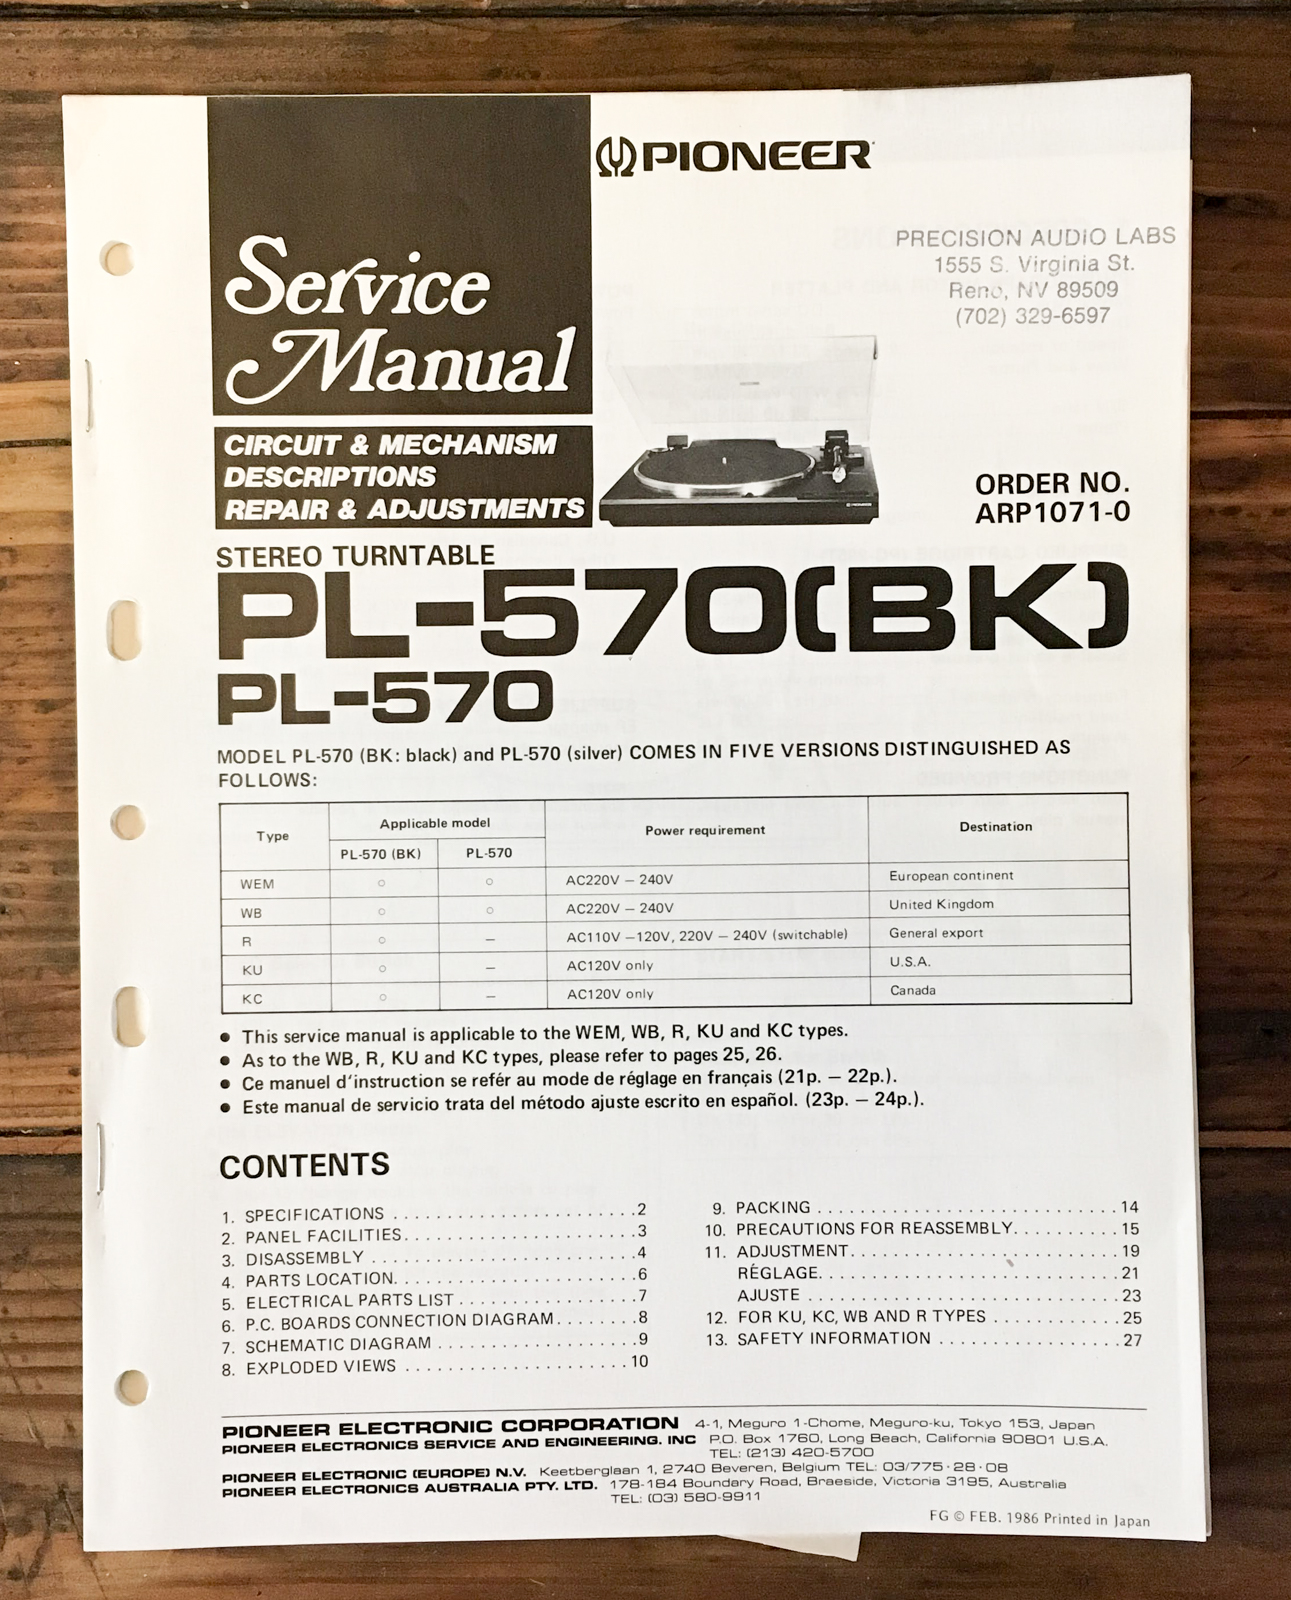 PIONEER
Service
Manual
PRECISION AUDIO LABS
1555 S. Virginia St.
Reno, NV 89509
(702) 329-6597
CIRCUIT & MECHANISM
DESCRIPTIONS
REPAIR & ADJUSTMENTS
ORDER NO.
ARP1071-0
STEREO TURNTABLE
PL-570(BK)
PL-570
MODEL PL-570 (BK: black) and PL-570 (silver) COMES IN FIVE VERSIONS DISTINGUISHED AS
FOLLOWS:
Type Applicable model Power requirement Destination
PL-570 (BK) PL-570
WEM ○ ○ AC220V – 240V European continent
WB ○ ○ AC220V – 240V United Kingdom
R ○ – AC110V –120V, 220V – 240V (switchable) General export
KU ○ – AC120V only U.S.A.
KC ○ – AC120V only Canada
● This service manual is applicable to the WEM, WB, R, KU and KC types.
● As to the WB, R, KU and KC types, please refer to pages 25, 26.
● Ce manuel d'instruction se refér au mode de réglage en français (21p. – 22p.).
● Este manual de servicio trata del método ajuste escrito en español. (23p. – 24p.).
CONTENTS
1. SPECIFICATIONS ........................ 2
2. PANEL FACILITIES ........................ 3
3. DISASSEMBLY ........................ 4
4. PARTS LOCATION ........................ 6
5. ELECTRICAL PARTS LIST ................... 7
6. P.C. BOARDS CONNECTION DIAGRAM ........ 8
7. SCHEMATIC DIAGRAM ..................... 9
8. EXPLODED VIEWS ....................... 10
9. PACKING ............................. 14
10. PRECAUTIONS FOR REASSEMBLY ........... 15
11. ADJUSTMENT ......................... 19
RÉGLAGE ............................. 21
AJUSTE .............................. 23
12. FOR KU, KC, WB AND R TYPES ............ 25
13. SAFETY INFORMATION .................. 27
PIONEER ELECTRONIC CORPORATION 4-1, Meguro 1-Chome, Meguro-ku, Tokyo 153, Japan
PIONEER ELECTRONICS SERVICE AND ENGINEERING. INC P.O. Box 1760, Long Beach, California 90801 U.S.A.
TEL: (213) 420-5700
PIONEER ELECTRONIC (EUROPE) N.V. Keetberglaan 1, 2740 Beveren, Belgium TEL: 03/775·28·08
PIONEER ELECTRONICS AUSTRALIA PTY. LTD. 178-184 Boundary Road, Braeside, Victoria 3195, Australia
TEL: (03) 580-9911
FG © FEB. 1986 Printed in Japan